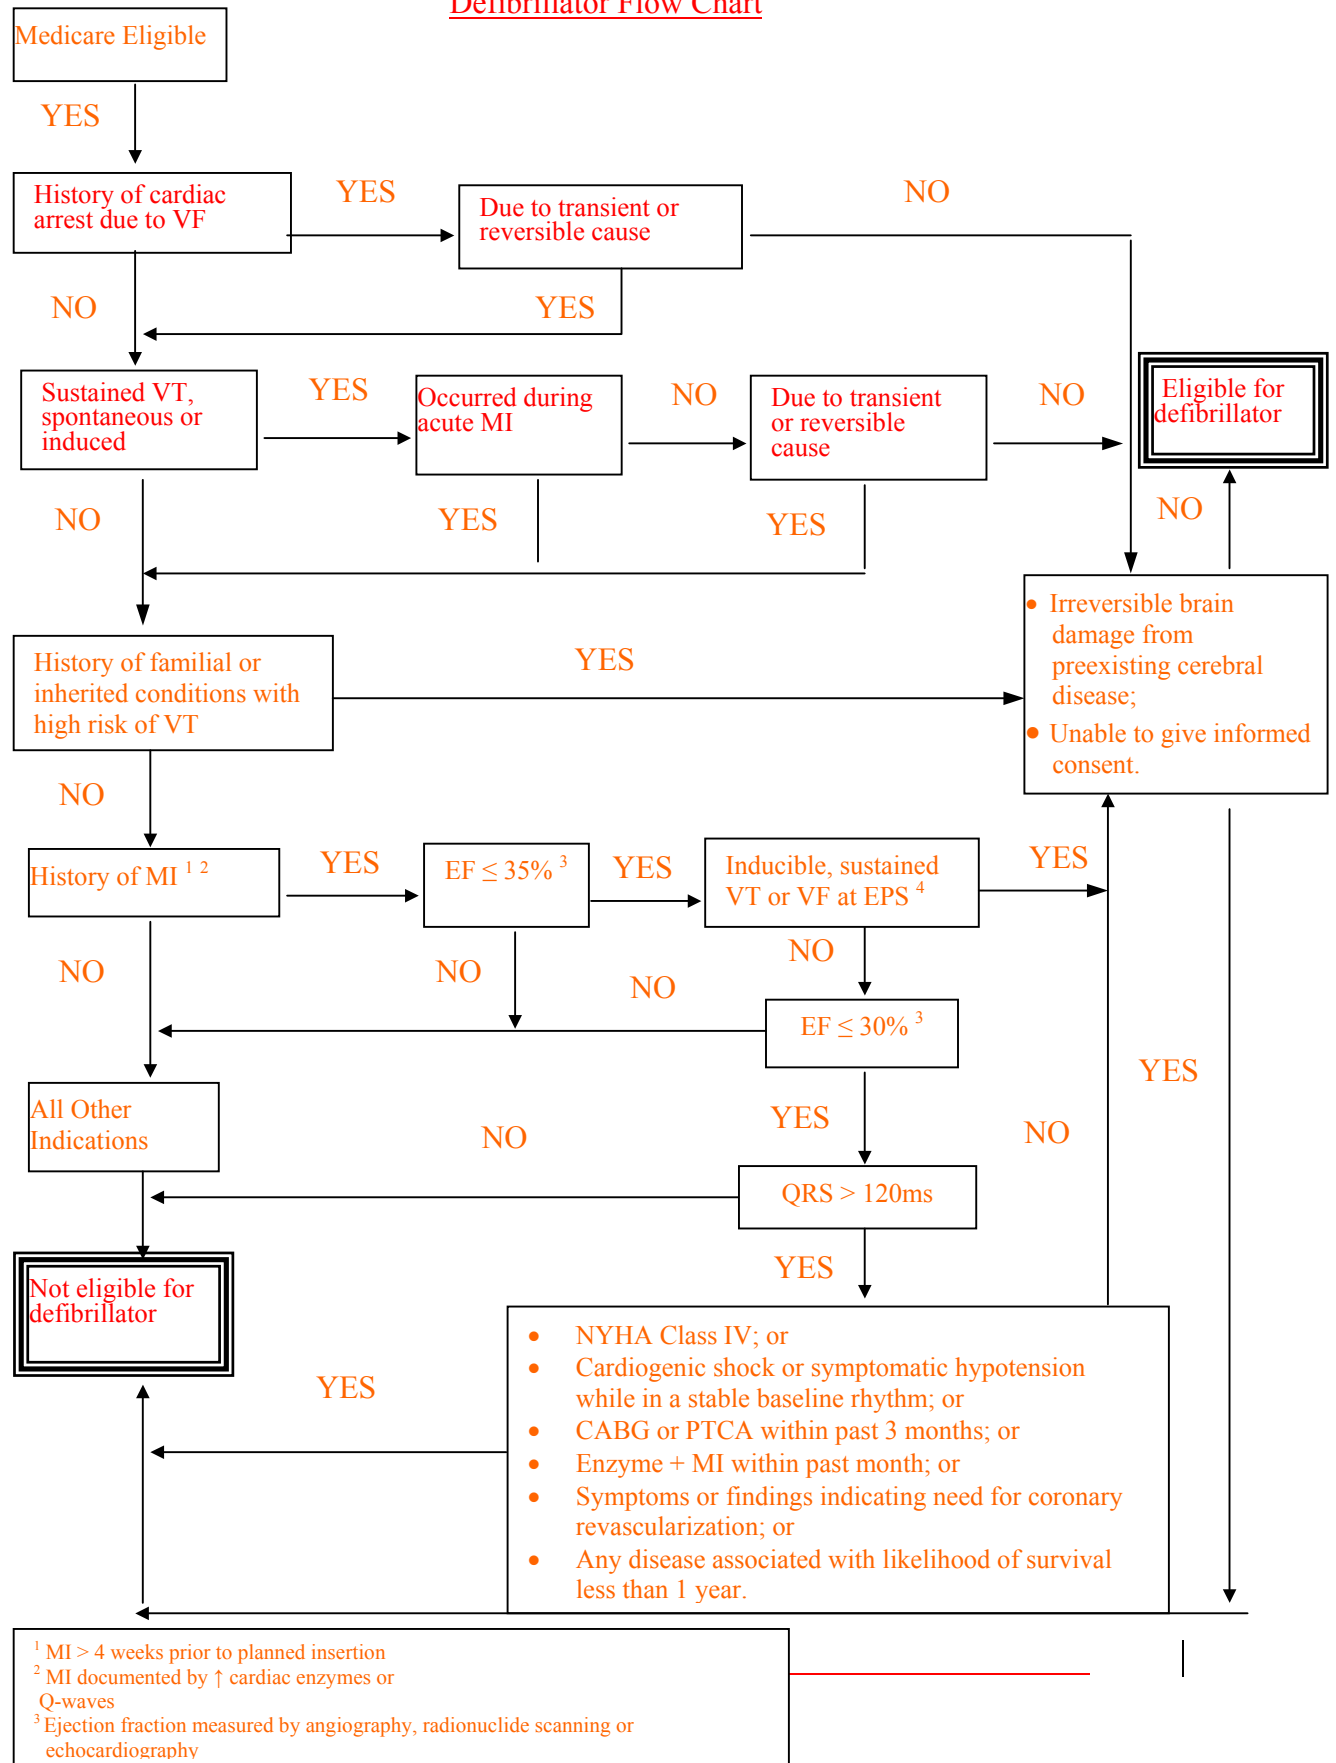 Defibrillator Flow Chart
Medicare Eligible
YES
History of cardiac
arrest due to VF
YES
Due to transient or
reversible cause
NO
NO
YES
Sustained VT,
spontaneous or
induced
YES
Occurred during
acute MI
NO
Due to transient
or reversible
cause
NO
Eligible for
defibrillator
NO
YES
YES
NO
• Irreversible brain
damage from
preexisting cerebral
disease;
• Unable to give informed
consent.
History of familial or
inherited conditions with
high risk of VT
YES
NO
History of MI 1 2
YES
EF ≤ 35% 3
YES
Inducible, sustained
VT or VF at EPS 4
YES
NO
NO
NO
NO
EF ≤ 30% 3
YES
All Other
Indications
NO
YES
NO
QRS > 120ms
YES
Not eligible for
defibrillator
YES
• NYHA Class IV; or
• Cardiogenic shock or symptomatic hypotension
while in a stable baseline rhythm; or
• CABG or PTCA within past 3 months; or
• Enzyme + MI within past month; or
• Symptoms or findings indicating need for coronary
revascularization; or
• Any disease associated with likelihood of survival
less than 1 year.
1 MI > 4 weeks prior to planned insertion
2 MI documented by ↑ cardiac enzymes or
Q-waves
3 Ejection fraction measured by angiography, radionuclide scanning or
echocardiography